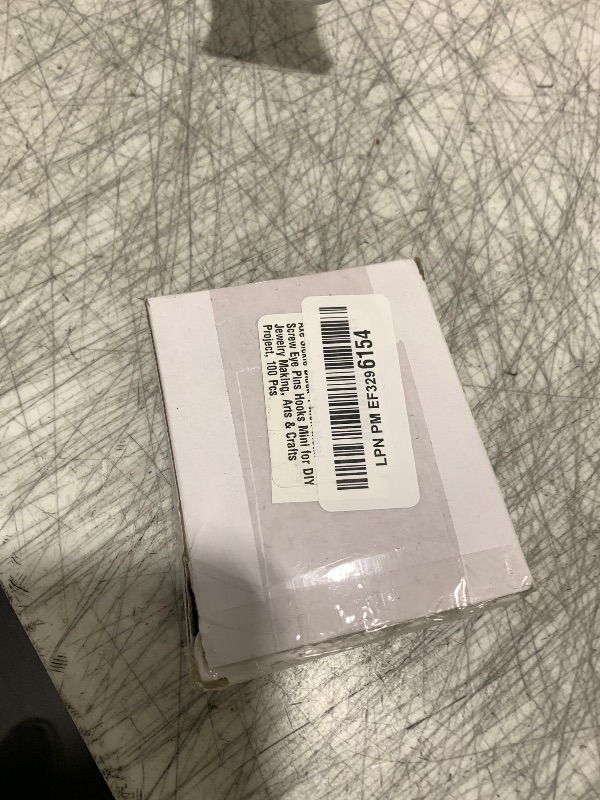 Screw Eye Pins Hooks Mini for DIY
Jewelry Making, Arts & Crafts
Project, 100 Pcs
LPN PM EF3296154